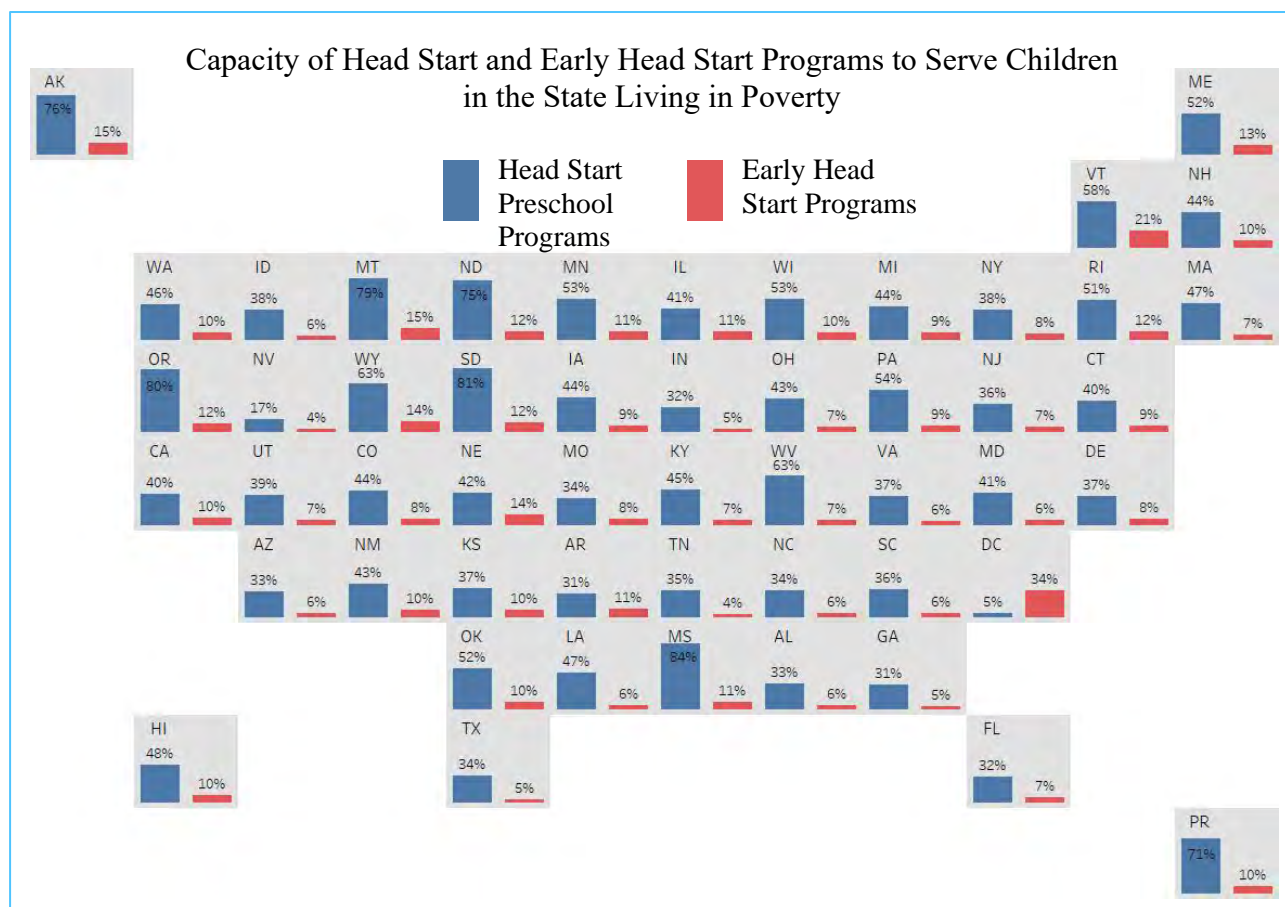 Capacity of Head Start and Early Head Start Programs to Serve Children
in the State Living in Poverty
AK
76%
15%
ME
52%
13%
Head Start
Preschool
Programs
Early Head
Start Programs
VT
58%
21%
NH
44%
10%
WA
46%
10%
ID
38%
6%
MT
79%
15%
ND
75%
12%
MN
53%
11%
IL
41%
11%
WI
53%
10%
MI
44%
9%
NY
38%
8%
RI
51%
12%
MA
47%
7%
OR
80%
12%
NV
17%
4%
WY
63%
14%
SD
81%
12%
IA
44%
9%
IN
32%
5%
OH
43%
7%
PA
54%
9%
NJ
36%
7%
CT
40%
9%
CA
40%
10%
UT
39%
7%
CO
44%
8%
NE
42%
14%
MO
34%
8%
KY
45%
7%
WV
63%
7%
VA
37%
6%
MD
41%
6%
DE
37%
8%
AZ
33%
6%
NM
43%
10%
KS
37%
10%
AR
31%
11%
TN
35%
4%
NC
34%
6%
SC
36%
6%
DC
5%
34%
OK
52%
10%
LA
47%
6%
MS
84%
11%
AL
33%
6%
GA
31%
5%
HI
48%
10%
TX
34%
5%
FL
32%
7%
PR
71%
10%